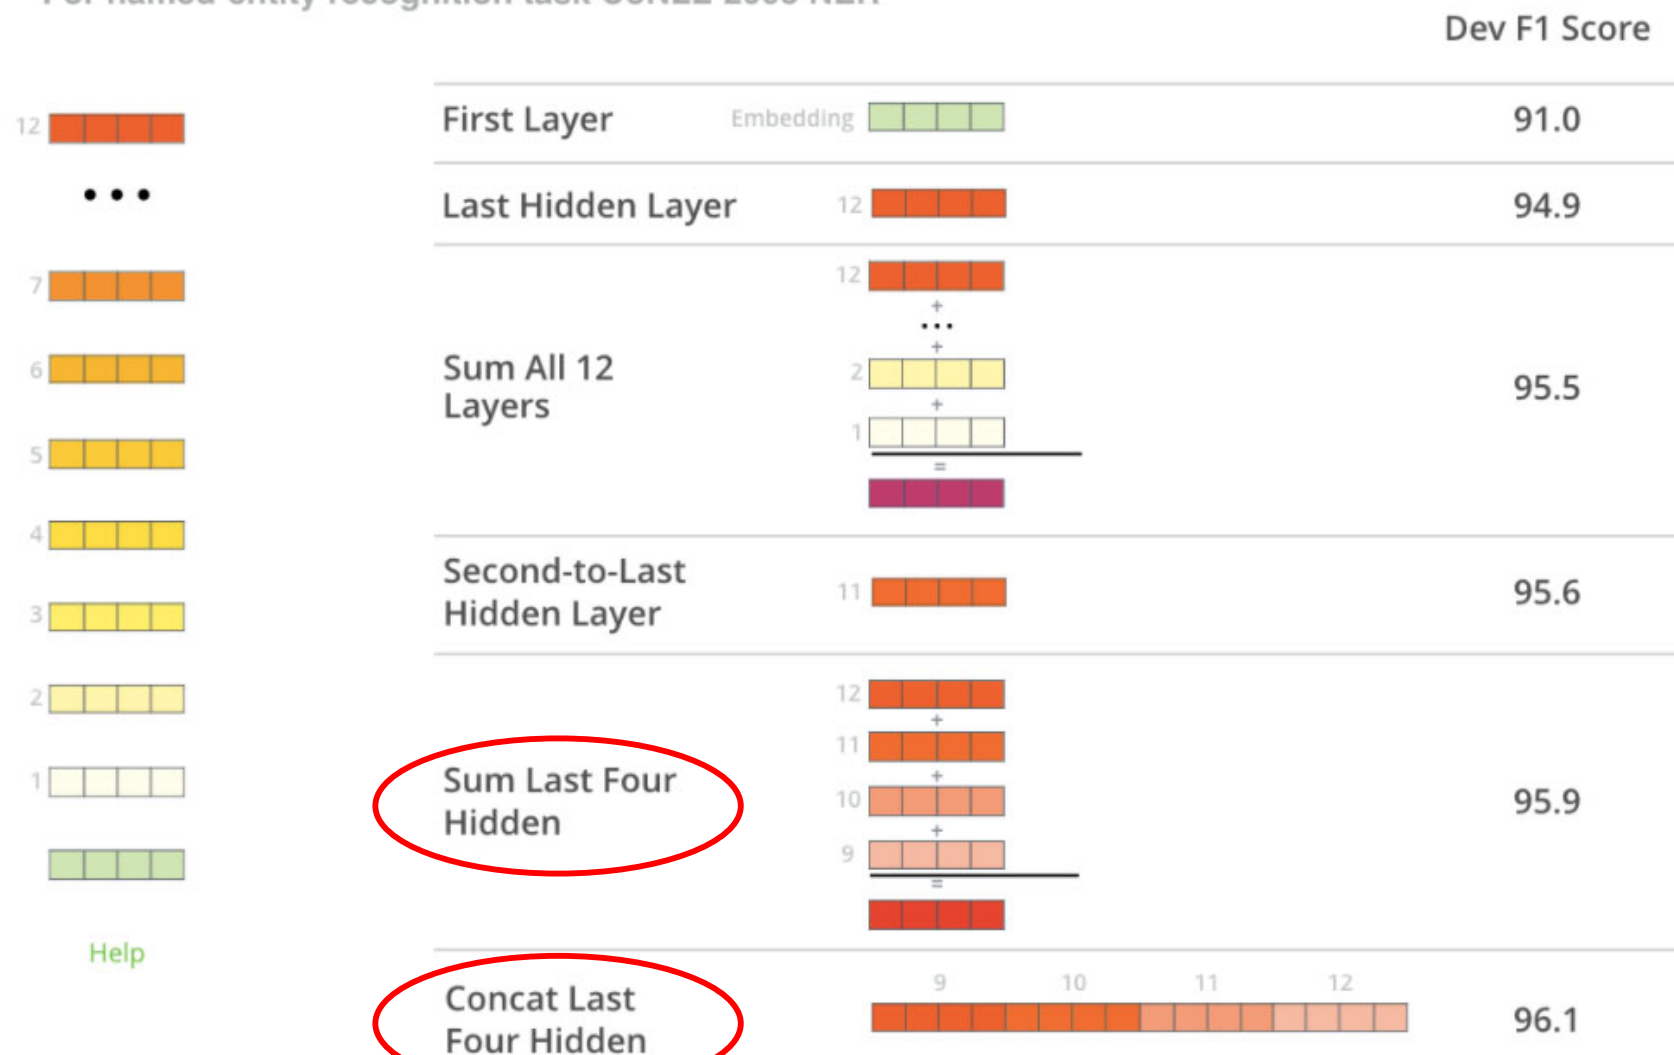 Dev F1 Score
12
7
6
5
4
3
2
1
Help
First Layer Embedding 91.0
Last Hidden Layer 12 94.9
12
+
...
+
Sum All 12
Layers
2
+
1
=
95.5
Second-to-Last
Hidden Layer
11
95.6
Sum Last Four
Hidden
12
+
11
+
10
+
9
=
95.9
Concat Last
Four Hidden
9 10 11 12
96.1